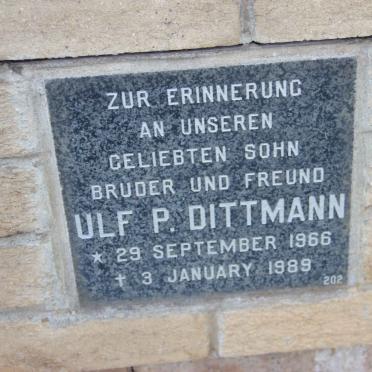 ZUR ERINNERUNG
AN UNSEREN
GELIEBTEN SOHN
BRUDER UND FREUND
ULF P. DITTMANN
* 29 SEPTEMBER 1966
† 3 JANUARY 1989
202